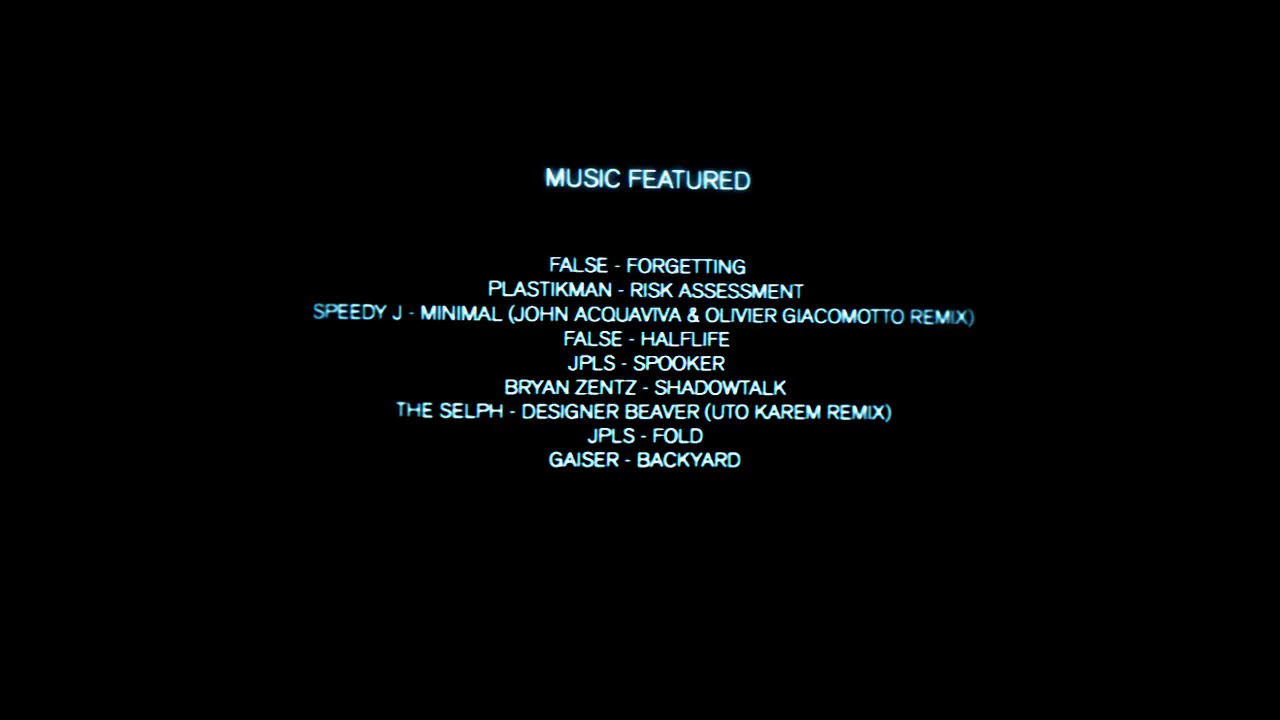 MUSIC FEATURED
FALSE - FORGETTING
PLASTIKMAN - RISK ASSESSMENT
SPEEDY J - MINIMAL (JOHN ACQUAVIVA & OLIVIER GIACOMOTTO REMIX)
FALSE - HALFLIFE
JPLS - SPOOKER
BRYAN ZENTZ - SHADOWTALK
THE SELPH - DESIGNER BEAVER (UTO KAREM REMIX)
JPLS - FOLD
GAISER - BACKYARD